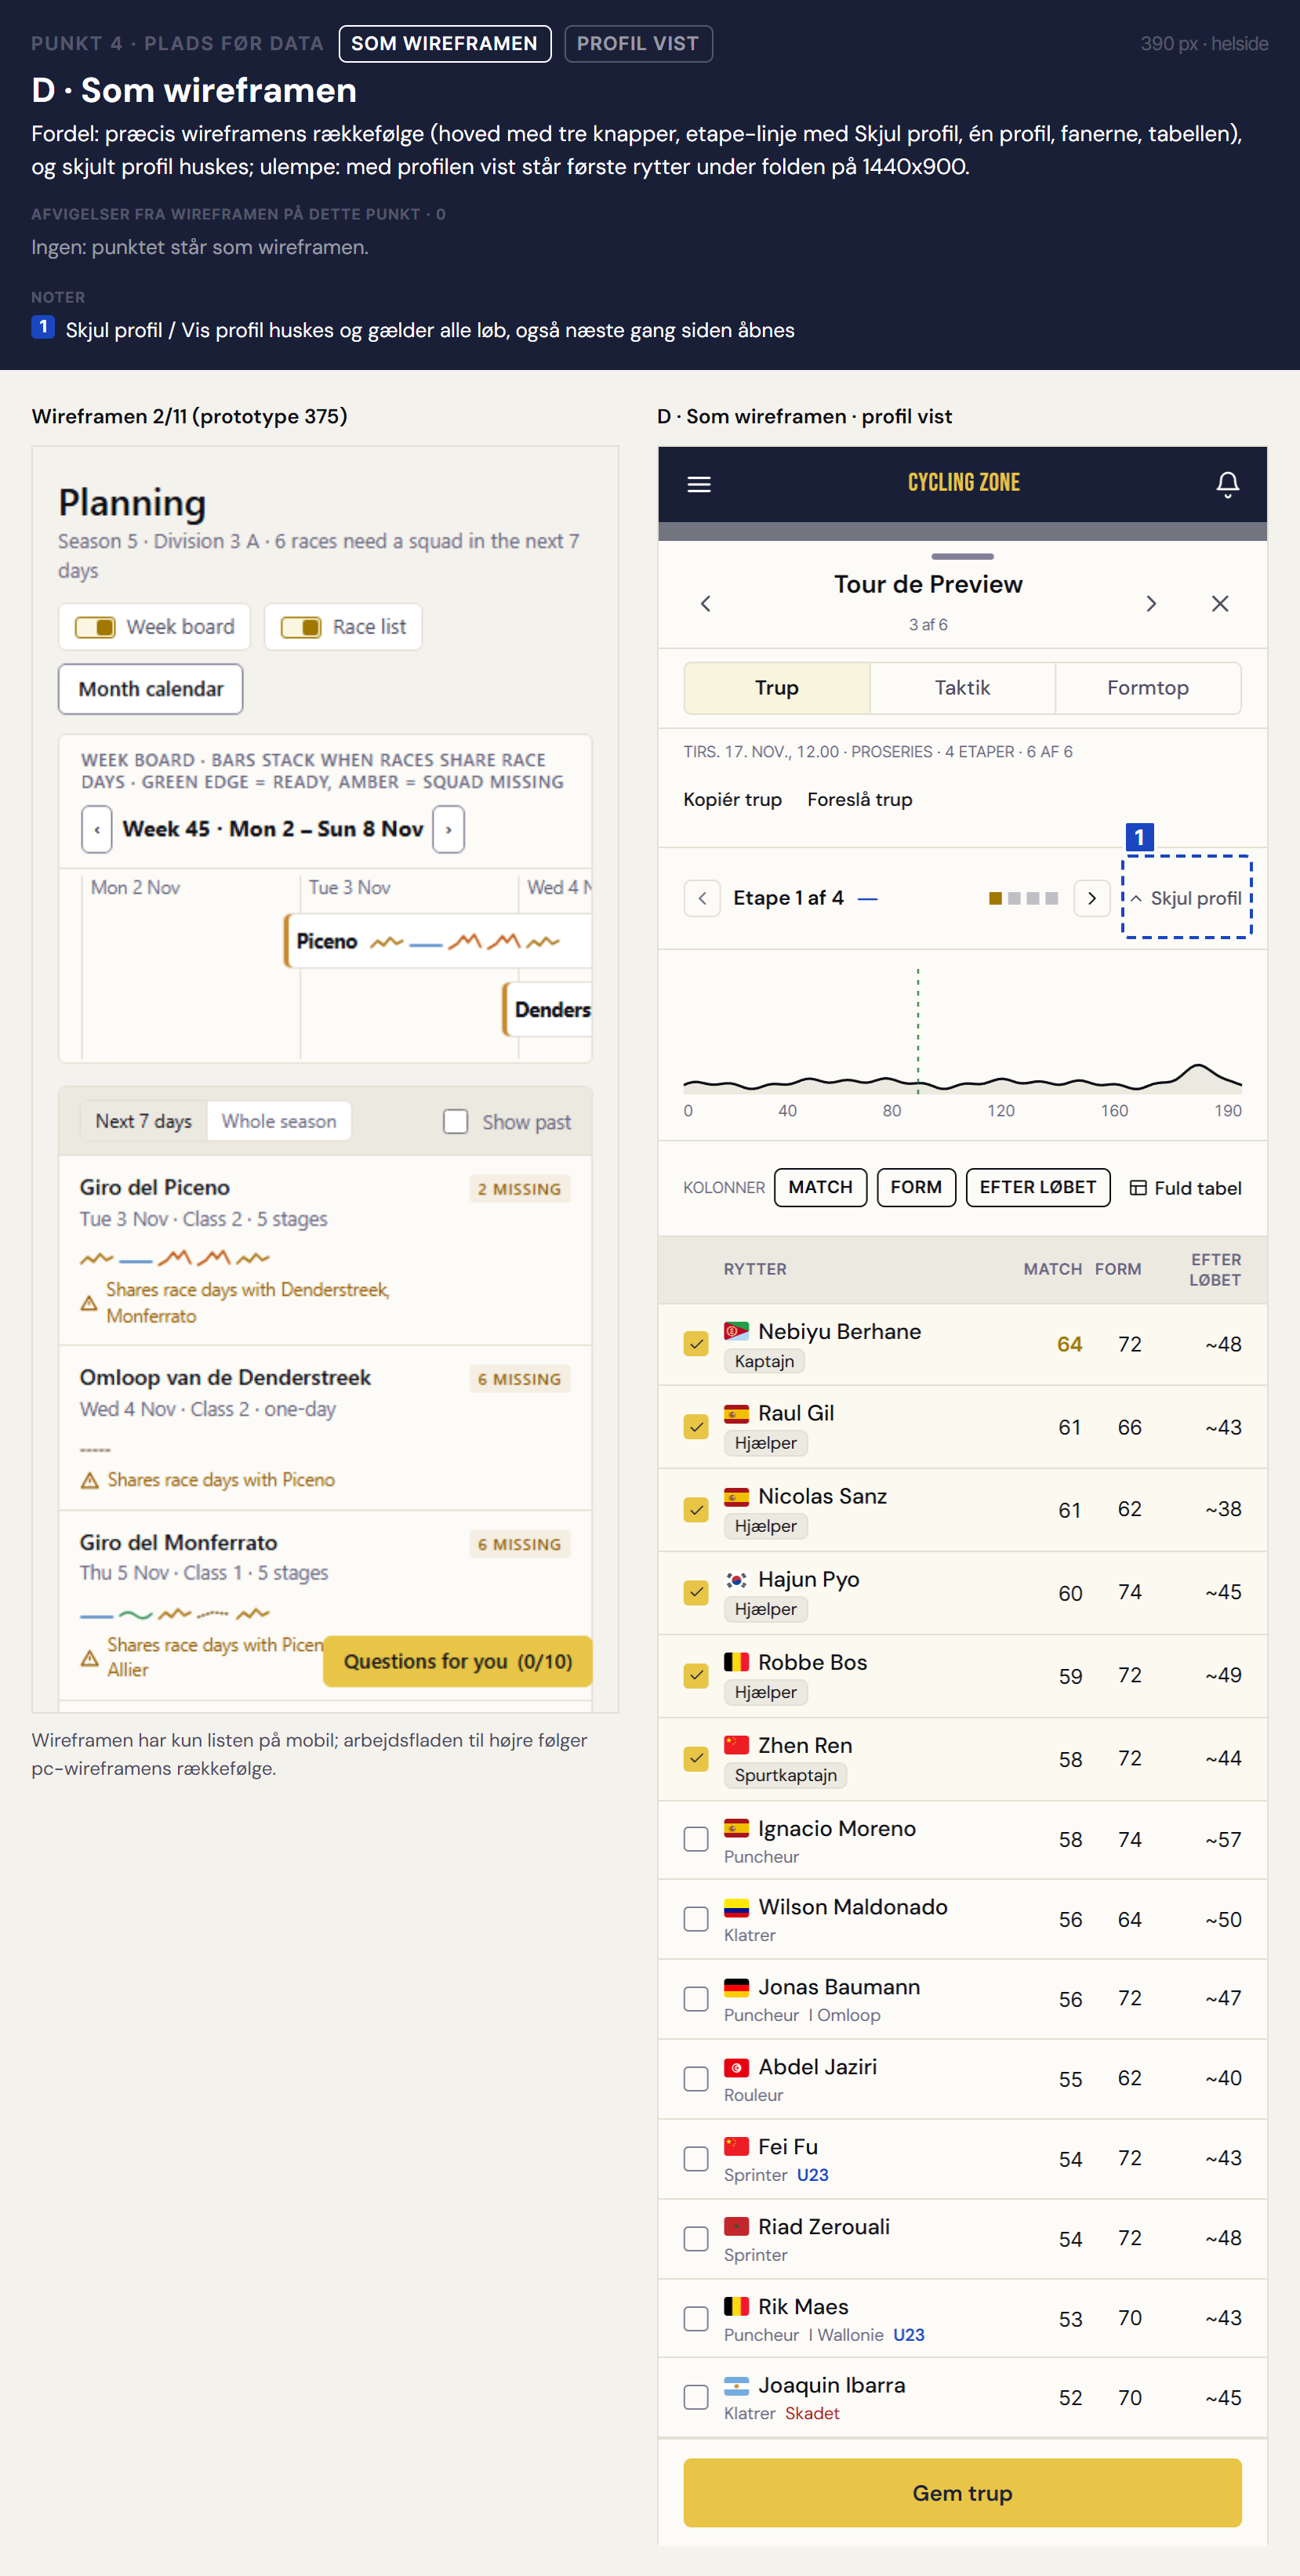 PUNKT 4 · PLADS FØR DATA SOM WIREFRAMEN PROFIL VIST 390 px · helside
D · Som wireframen
Fordel: præcis wireframens rækkefølge (hoved med tre knapper, etape-linje med Skjul profil, én profil, fanerne, tabellen),
og skjult profil huskes; ulempe: med profilen vist står første rytter under folden på 1440x900.
AFVIGELSER FRA WIREFRAMEN PÅ DETTE PUNKT · 0
Ingen: punktet står som wireframen.
NOTER
1 Skjul profil / Vis profil huskes og gælder alle løb, også næste gang siden åbnes
Wireframen 2/11 (prototype 375)
Planning
Season 5 · Division 3 A · 6 races need a squad in the next 7
days
Week board Race list
Month calendar
WEEK BOARD · BARS STACK WHEN RACES SHARE RACE
DAYS · GREEN EDGE = READY, AMBER = SQUAD MISSING
‹ Week 45 · Mon 2 – Sun 8 Nov ›
Mon 2 Nov Tue 3 Nov Wed 4 N
Piceno
Denders
Next 7 days Whole season Show past
Giro del Piceno 2 MISSING
Tue 3 Nov · Class 2 · 5 stages
Shares race days with Denderstreek,
Monferrato
Omloop van de Denderstreek 6 MISSING
Wed 4 Nov · Class 2 · one-day
Shares race days with Piceno
Giro del Monferrato 6 MISSING
Thu 5 Nov · Class 1 · 5 stages
Shares race days with Picen
Allier
Questions for you (0/10)
Wireframen har kun listen på mobil; arbejdsfladen til højre følger
pc-wireframens rækkefølge.
D · Som wireframen · profil vist
CYCLING ZONE
Tour de Preview
3 af 6
Trup Taktik Formtop
TIRS. 17. NOV., 12.00 · PROSERIES · 4 ETAPER · 6 AF 6
Kopiér trup Foreslå trup
1
Etape 1 af 4 Skjul profil
0 40 80 120 160 190
KOLONNER MATCH FORM EFTER LØBET Fuld tabel
RYTTER MATCH FORM EFTER
LØBET
Nebiyu Berhane 64 72 ~48
Kaptajn
Raul Gil 61 66 ~43
Hjælper
Nicolas Sanz 61 62 ~38
Hjælper
Hajun Pyo 60 74 ~45
Hjælper
Robbe Bos 59 72 ~49
Hjælper
Zhen Ren 58 72 ~44
Spurtkaptajn
Ignacio Moreno 58 74 ~57
Puncheur
Wilson Maldonado 56 64 ~50
Klatrer
Jonas Baumann 56 72 ~47
Puncheur I Omloop
Abdel Jaziri 55 62 ~40
Rouleur
Fei Fu 54 72 ~43
Sprinter U23
Riad Zerouali 54 72 ~48
Sprinter
Rik Maes 53 70 ~43
Puncheur I Wallonie U23
Joaquin Ibarra 52 70 ~45
Klatrer Skadet
Gem trup